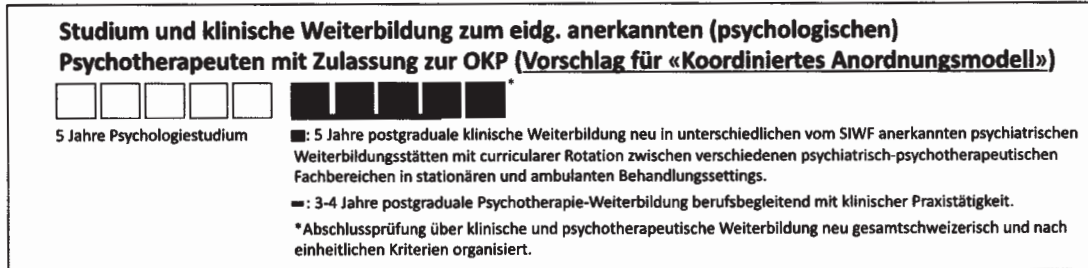 Studium und klinische Weiterbildung zum eidg. anerkannten (psychologischen)
Psychotherapeuten mit Zulassung zur OKP (Vorschlag für «Koordiniertes Anordnungsmodell»)
*
5 Jahre Psychologiestudium
■: 5 Jahre postgraduale klinische Weiterbildung neu in unterschiedlichen vom SIWF anerkannten psychiatrischen
Weiterbildungsstätten mit curricularer Rotation zwischen verschiedenen psychiatrisch-psychotherapeutischen
Fachbereichen in stationären und ambulanten Behandlungssettings.
▬: 3-4 Jahre postgraduale Psychotherapie-Weiterbildung berufsbegleitend mit klinischer Praxistätigkeit.
*Abschlussprüfung über klinische und psychotherapeutische Weiterbildung neu gesamtschweizerisch und nach
einheitlichen Kriterien organisiert.